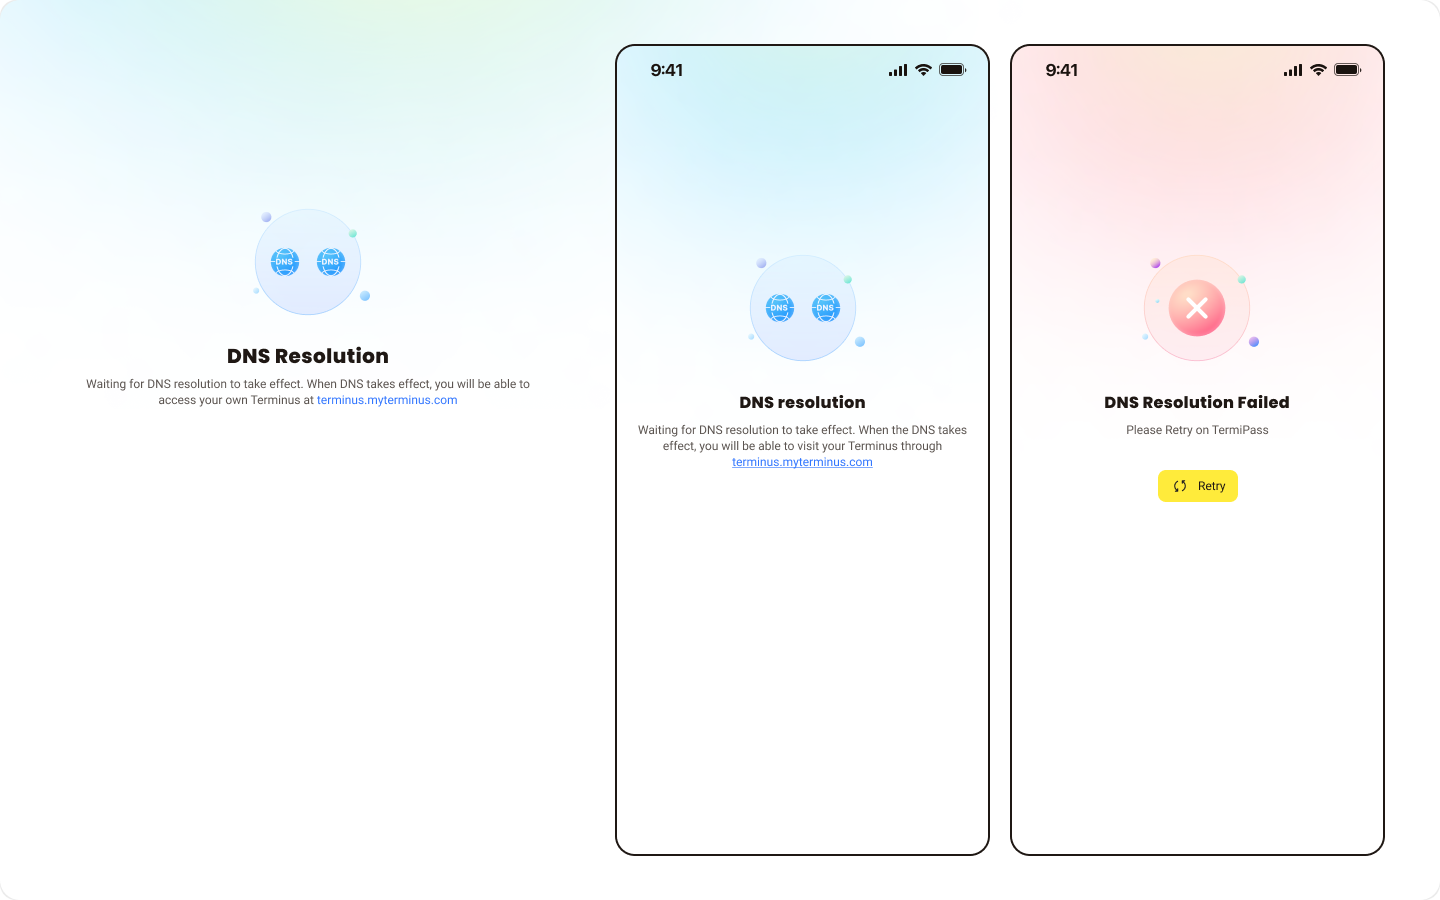 DNS DNS
DNS Resolution
Waiting for DNS resolution to take effect. When DNS takes effect, you will be able to
access your own Terminus at terminus.myterminus.com
9:41
DNS DNS
DNS resolution
Waiting for DNS resolution to take effect. When the DNS takes
effect, you will be able to visit your Terminus through
terminus.myterminus.com
9:41
DNS Resolution Failed
Please Retry on TermiPass
Retry